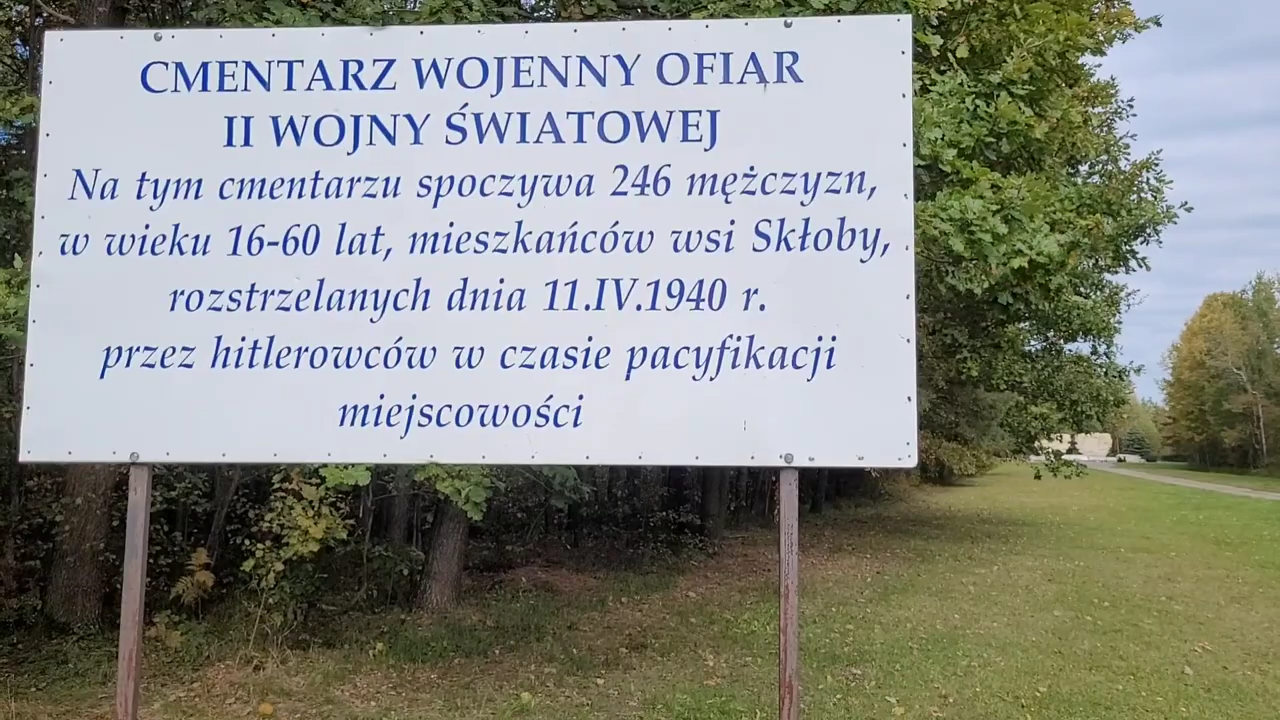 CMENTARZ WOJENNY OFIAR
II WOJNY ŚWIATOWEJ
Na tym cmentarzu spoczywa 246 mężczyzn,
w wieku 16-60 lat, mieszkańców wsi Skłoby,
rozstrzelanych dnia 11.IV.1940 r.
przez hitlerowców w czasie pacyfikacji
miejscowości